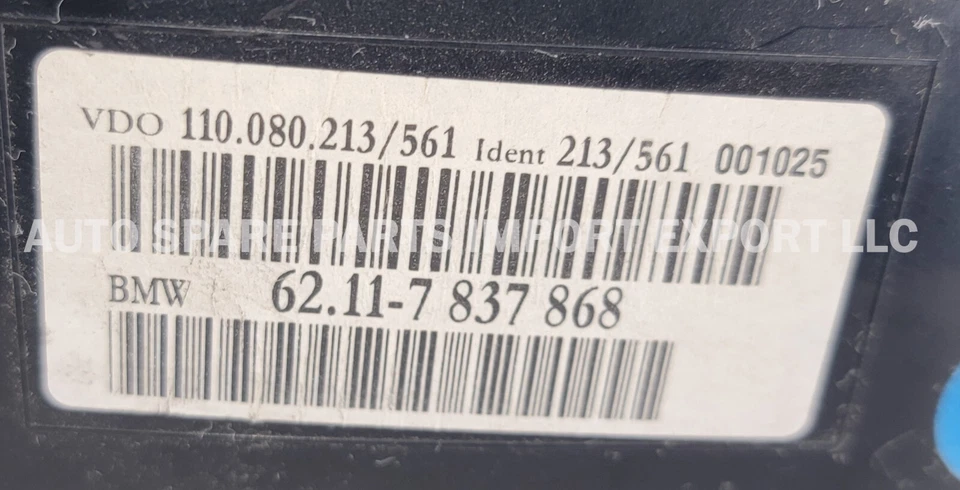 VDO 110.080.213/561 Ident 213/561 001025
AUTO SPARE PARTS IMPORT EXPORT LLC
BMW 62.11-7 837 868